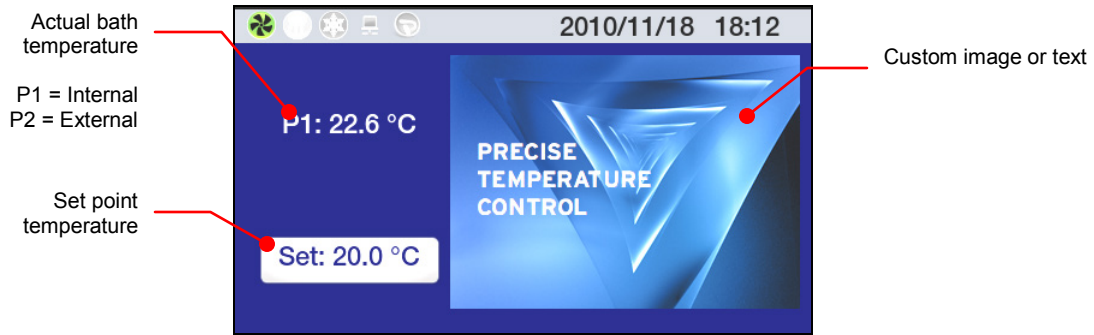 Actual bath
temperature
P1 = Internal
P2 = External
Set point
temperature
2010/11/18 18:12
P1: 22.6 °C
Set: 20.0 °C
PRECISE
TEMPERATURE
CONTROL
Custom image or text